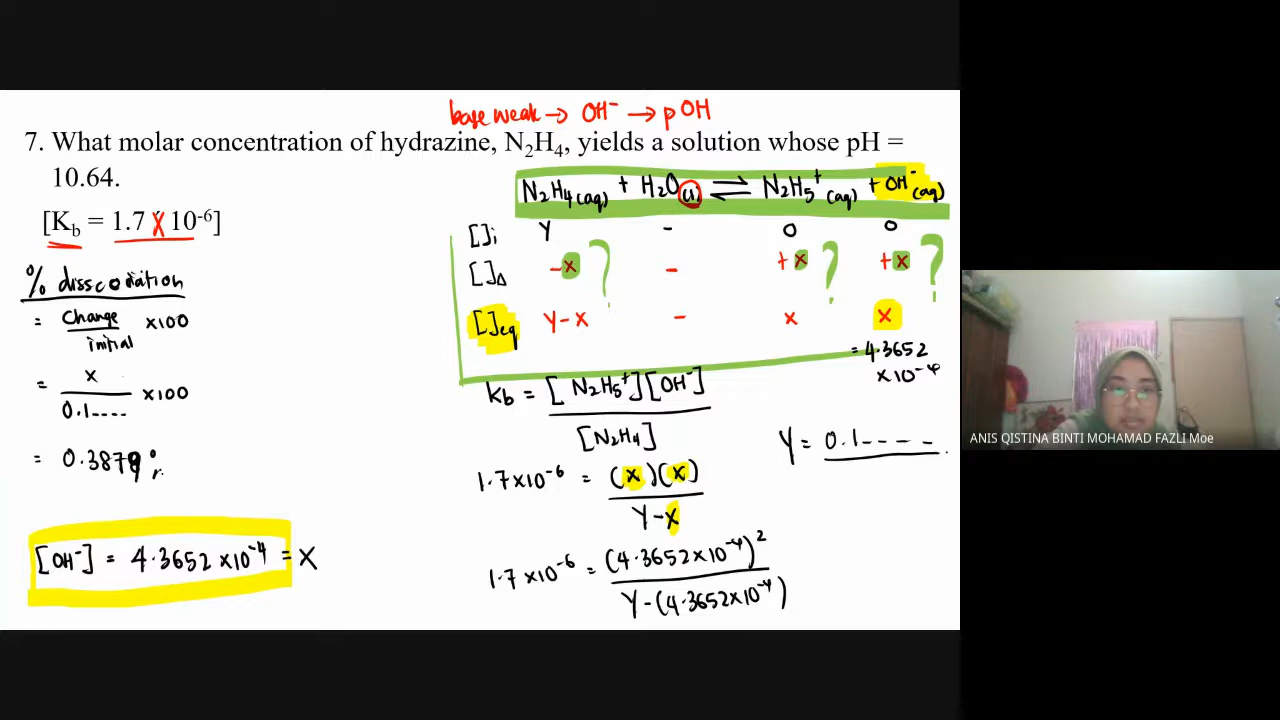 base weak → OH⁻ → pOH
7. What molar concentration of hydrazine, N₂H₄, yields a solution whose pH =
10.64.
[K_b = 1.7 X 10⁻⁶]
N₂H₄(aq) + H₂O(l) ⇌ N₂H₅⁺(aq) + OH⁻(aq)
[]i Y - 0 0
[]Δ -x ? - +x ? +x ?
[]eq Y-x - x x
= 4.3652
x10⁻⁴
% disscociation
= change/initial x100
= x/0.1.... x100
= 0.3879 %
[OH⁻] = 4.3652 x10⁻⁴ = X
Kb = [N₂H₅⁺][OH⁻]/[N₂H₄]
1.7x10⁻⁶ = (x)(x)/Y-x
1.7x10⁻⁶ = (4.3652x10⁻⁴)²/Y-(4.3652x10⁻⁴)
Y = 0.1----
ANIS QISTINA BINTI MOHAMAD FAZLI Moe